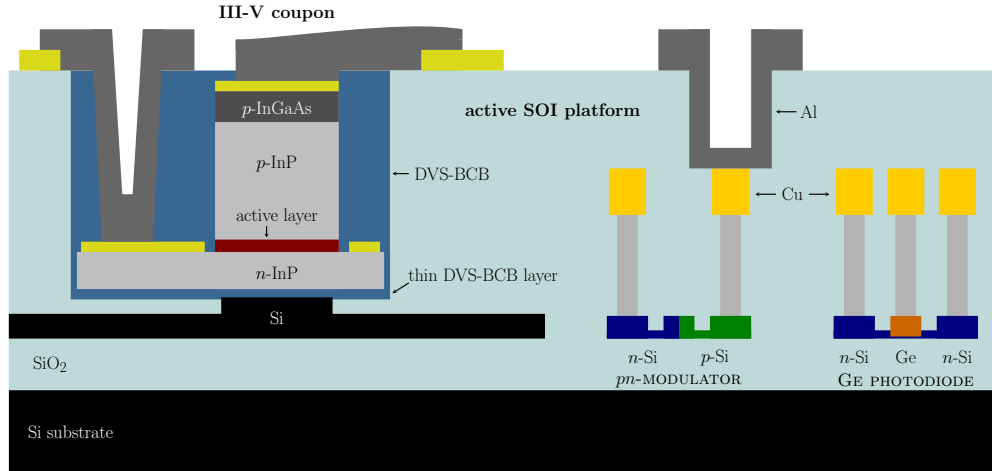 III-V coupon
p-InGaAs
active SOI platform
Al
p-InP
DVS-BCB
Cu
active layer
n-InP
thin DVS-BCB layer
Si
n-Si
p-Si
n-Si
Ge
n-Si
SiO₂
pn-MODULATOR
GE PHOTODIODE
Si substrate